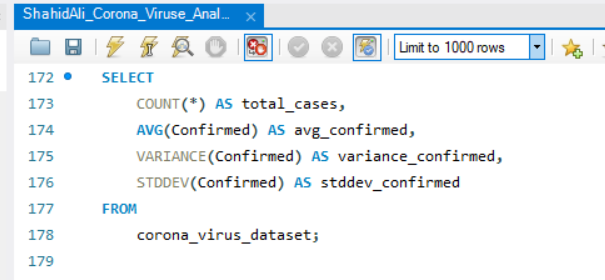 ShahidAli_Corona_Viruse_Anal...
Limit to 1000 rows
172 SELECT
173 COUNT(*) AS total_cases,
174 AVG(Confirmed) AS avg_confirmed,
175 VARIANCE(Confirmed) AS variance_confirmed,
176 STDDEV(Confirmed) AS stddev_confirmed
177 FROM
178 corona_virus_dataset;
179